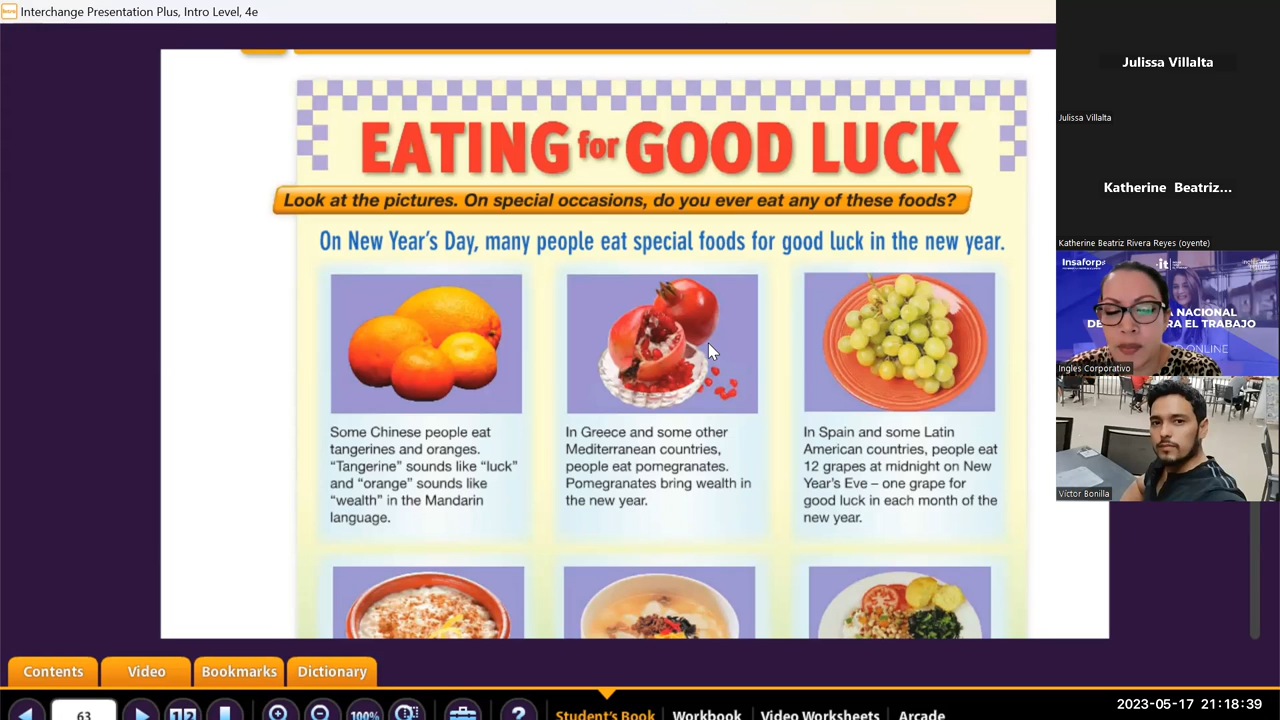 Interchange Presentation Plus, Intro Level, 4e
EATING for GOOD LUCK
Look at the pictures. On special occasions, do you ever eat any of these foods?
On New Year's Day, many people eat special foods for good luck in the new year.
Some Chinese people eat
tangerines and oranges.
“Tangerine” sounds like “luck”
and “orange” sounds like
“wealth” in the Mandarin
language.
In Greece and some other
Mediterranean countries,
people eat pomegranates.
Pomegranates bring wealth in
the new year.
In Spain and some Latin
American countries, people eat
12 grapes at midnight on New
Year's Eve – one grape for
good luck in each month of the
new year.
Julissa Villalta
Julissa Villalta
Katherine Beatriz...
Katherine Beatriz Rivera Reyes (oyente)
Insaforp
it
A NACIONAL
DE
RA EL TRABAJO
ONLINE
Ingles Corporativo
Víctor Bonilla
Contents
Video
Bookmarks
Dictionary
63
12
100%
?
Student's Book
Workbook
Video Worksheets
Arcade
2023-05-17 21:18:39